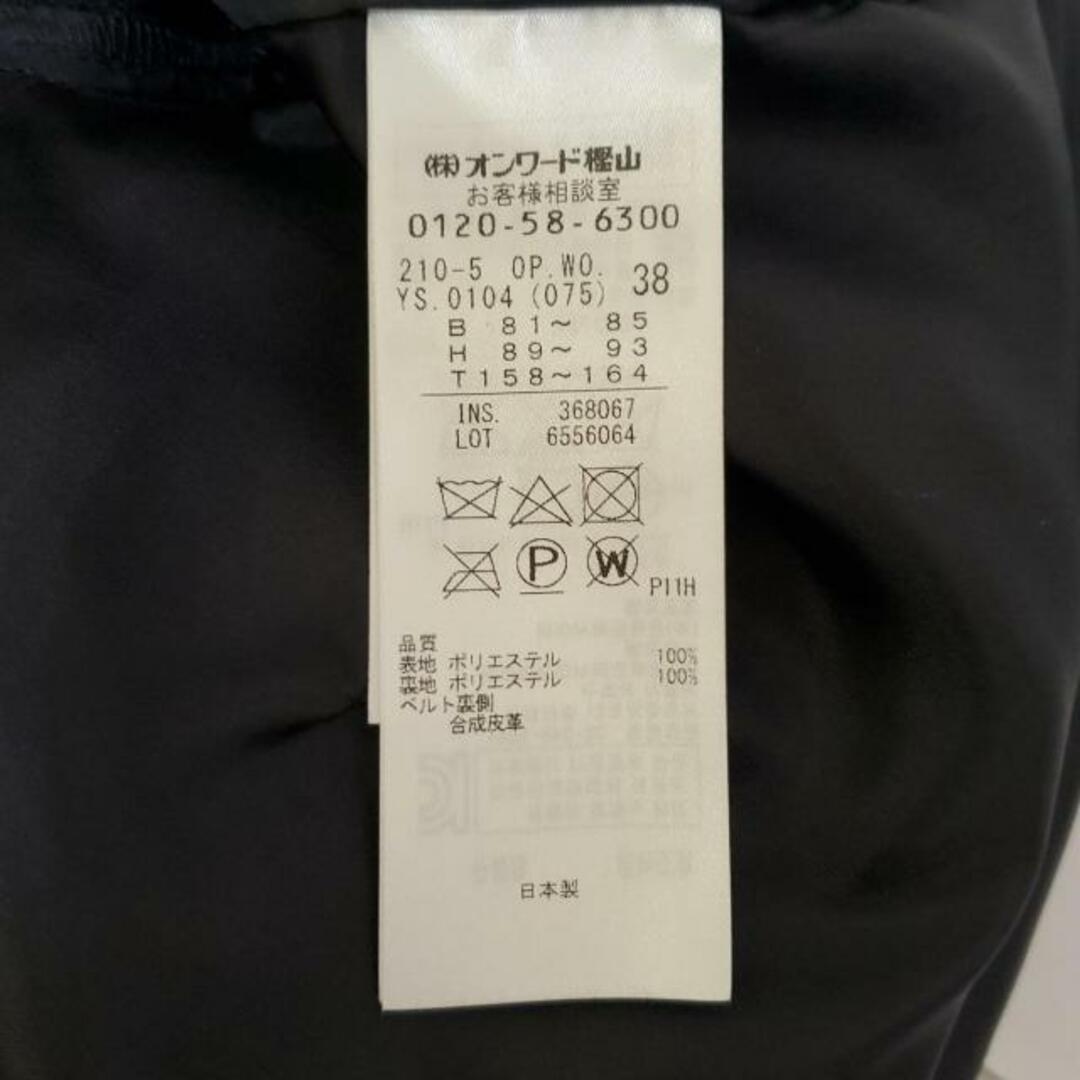 (株)オンワード樫山
お客様相談室
0120-58-6300
210-5 OP.WO. 38
YS.0104 (075)
B 81～ 85
H 89～ 93
T158～164
INS. 368067
LOT 6556064
P
W
P11H
品質
表地 ポリエステル 100%
裏地 ポリエステル 100%
ベルト裏側
合成皮革
日本製